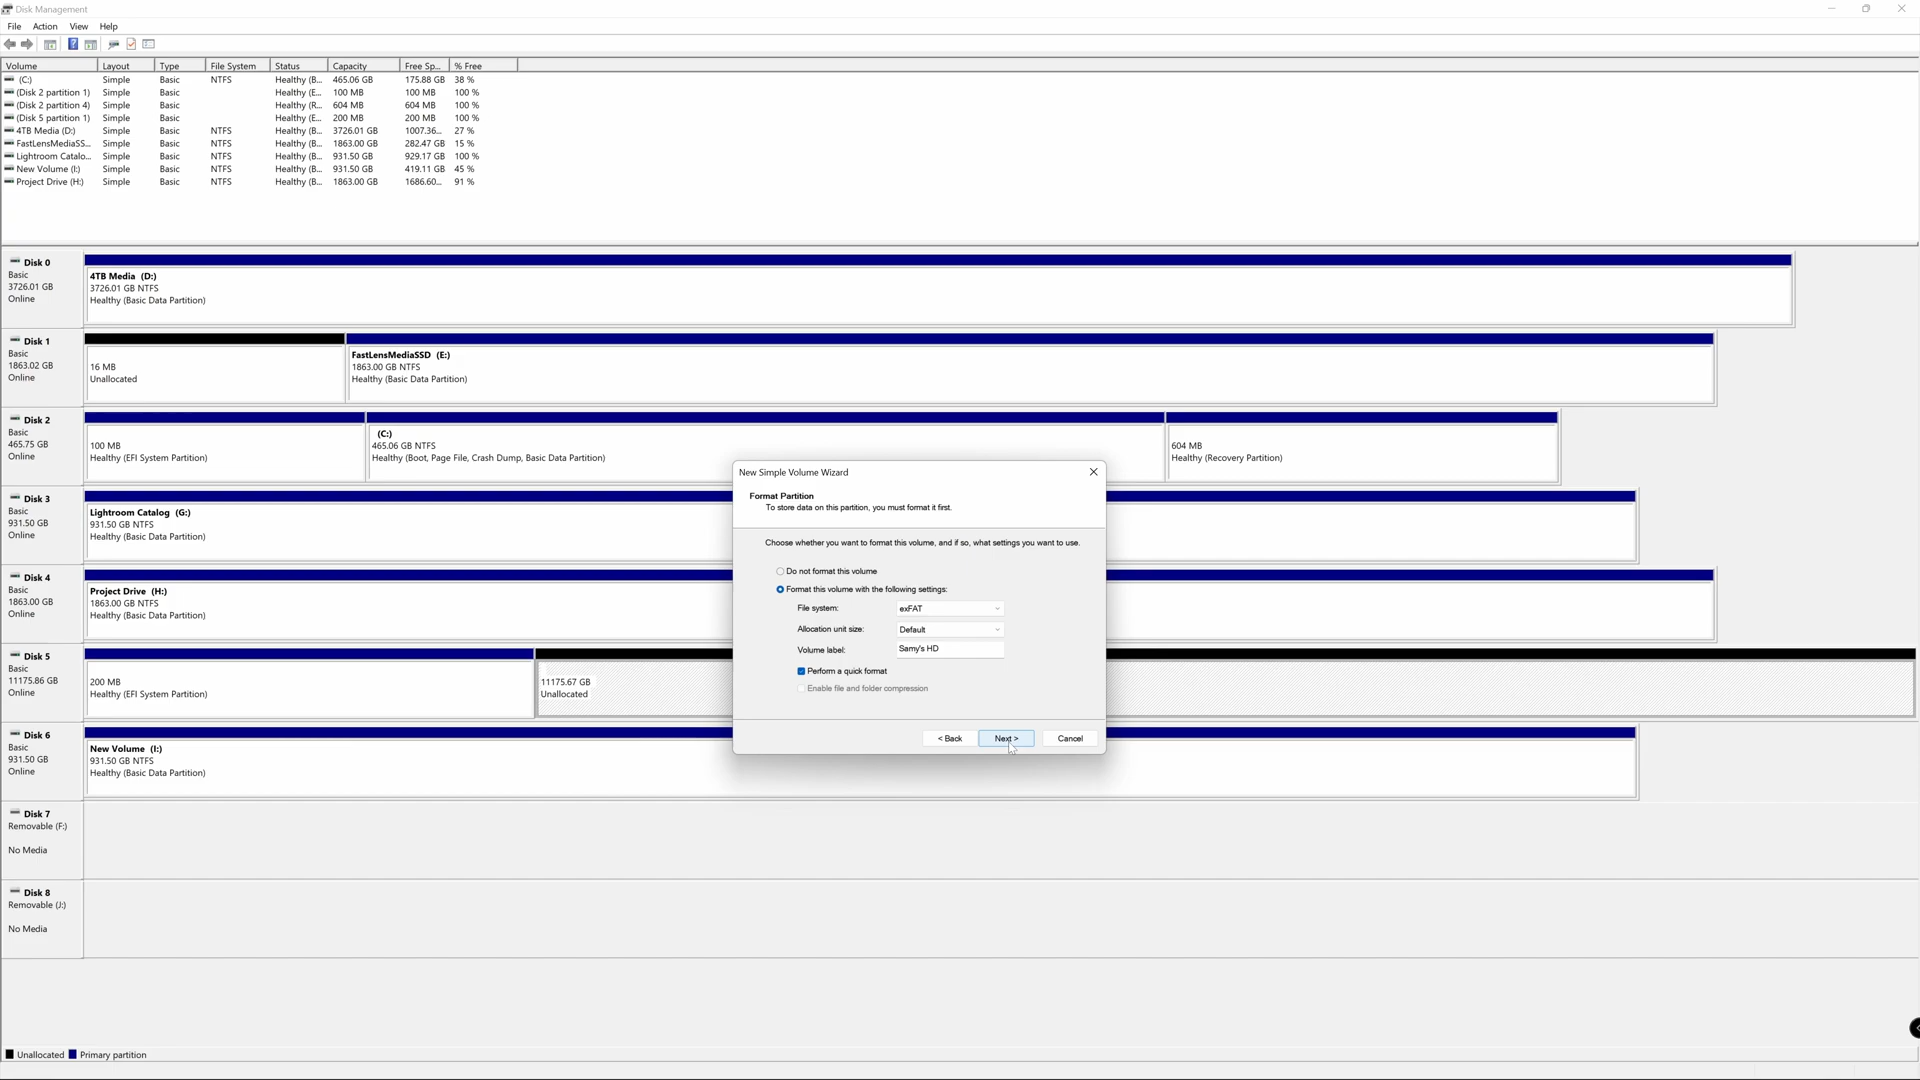 Disk Management
File Action View Help
Volume Layout Type File System Status Capacity Free Sp... % Free
(C:) Simple Basic NTFS Healthy (B... 465.06 GB 175.88 GB 38 %
(Disk 2 partition 1) Simple Basic Healthy (E... 100 MB 100 MB 100 %
(Disk 2 partition 4) Simple Basic Healthy (R... 604 MB 604 MB 100 %
(Disk 5 partition 1) Simple Basic Healthy (E... 200 MB 200 MB 100 %
4TB Media (D:) Simple Basic NTFS Healthy (B... 3726.01 GB 1007.36... 27 %
FastLensMediaSS... Simple Basic NTFS Healthy (B... 1863.00 GB 282.47 GB 15 %
Lightroom Catalo... Simple Basic NTFS Healthy (B... 931.50 GB 929.17 GB 100 %
New Volume (I:) Simple Basic NTFS Healthy (B... 931.50 GB 419.11 GB 45 %
Project Drive (H:) Simple Basic NTFS Healthy (B... 1863.00 GB 1686.60... 91 %
Disk 0
Basic
3726.01 GB
Online
4TB Media (D:)
3726.01 GB NTFS
Healthy (Basic Data Partition)
Disk 1
Basic
1863.02 GB
Online
16 MB
Unallocated
FastLensMediaSSD (E:)
1863.00 GB NTFS
Healthy (Basic Data Partition)
Disk 2
Basic
465.75 GB
Online
100 MB
Healthy (EFI System Partition)
(C:)
465.06 GB NTFS
Healthy (Boot, Page File, Crash Dump, Basic Data Partition)
604 MB
Healthy (Recovery Partition)
Disk 3
Basic
931.50 GB
Online
Lightroom Catalog (G:)
931.50 GB NTFS
Healthy (Basic Data Partition)
Disk 4
Basic
1863.00 GB
Online
Project Drive (H:)
1863.00 GB NTFS
Healthy (Basic Data Partition)
Disk 5
Basic
11175.86 GB
Online
200 MB
Healthy (EFI System Partition)
11175.67 GB
Unallocated
Disk 6
Basic
931.50 GB
Online
New Volume (I:)
931.50 GB NTFS
Healthy (Basic Data Partition)
Disk 7
Removable (F:)
No Media
Disk 8
Removable (J:)
No Media
Unallocated Primary partition
New Simple Volume Wizard
Format Partition
To store data on this partition, you must format it first.
Choose whether you want to format this volume, and if so, what settings you want to use.
Do not format this volume
Format this volume with the following settings:
File system: exFAT
Allocation unit size: Default
Volume label: Samy's HD
Perform a quick format
Enable file and folder compression
< Back Next > Cancel